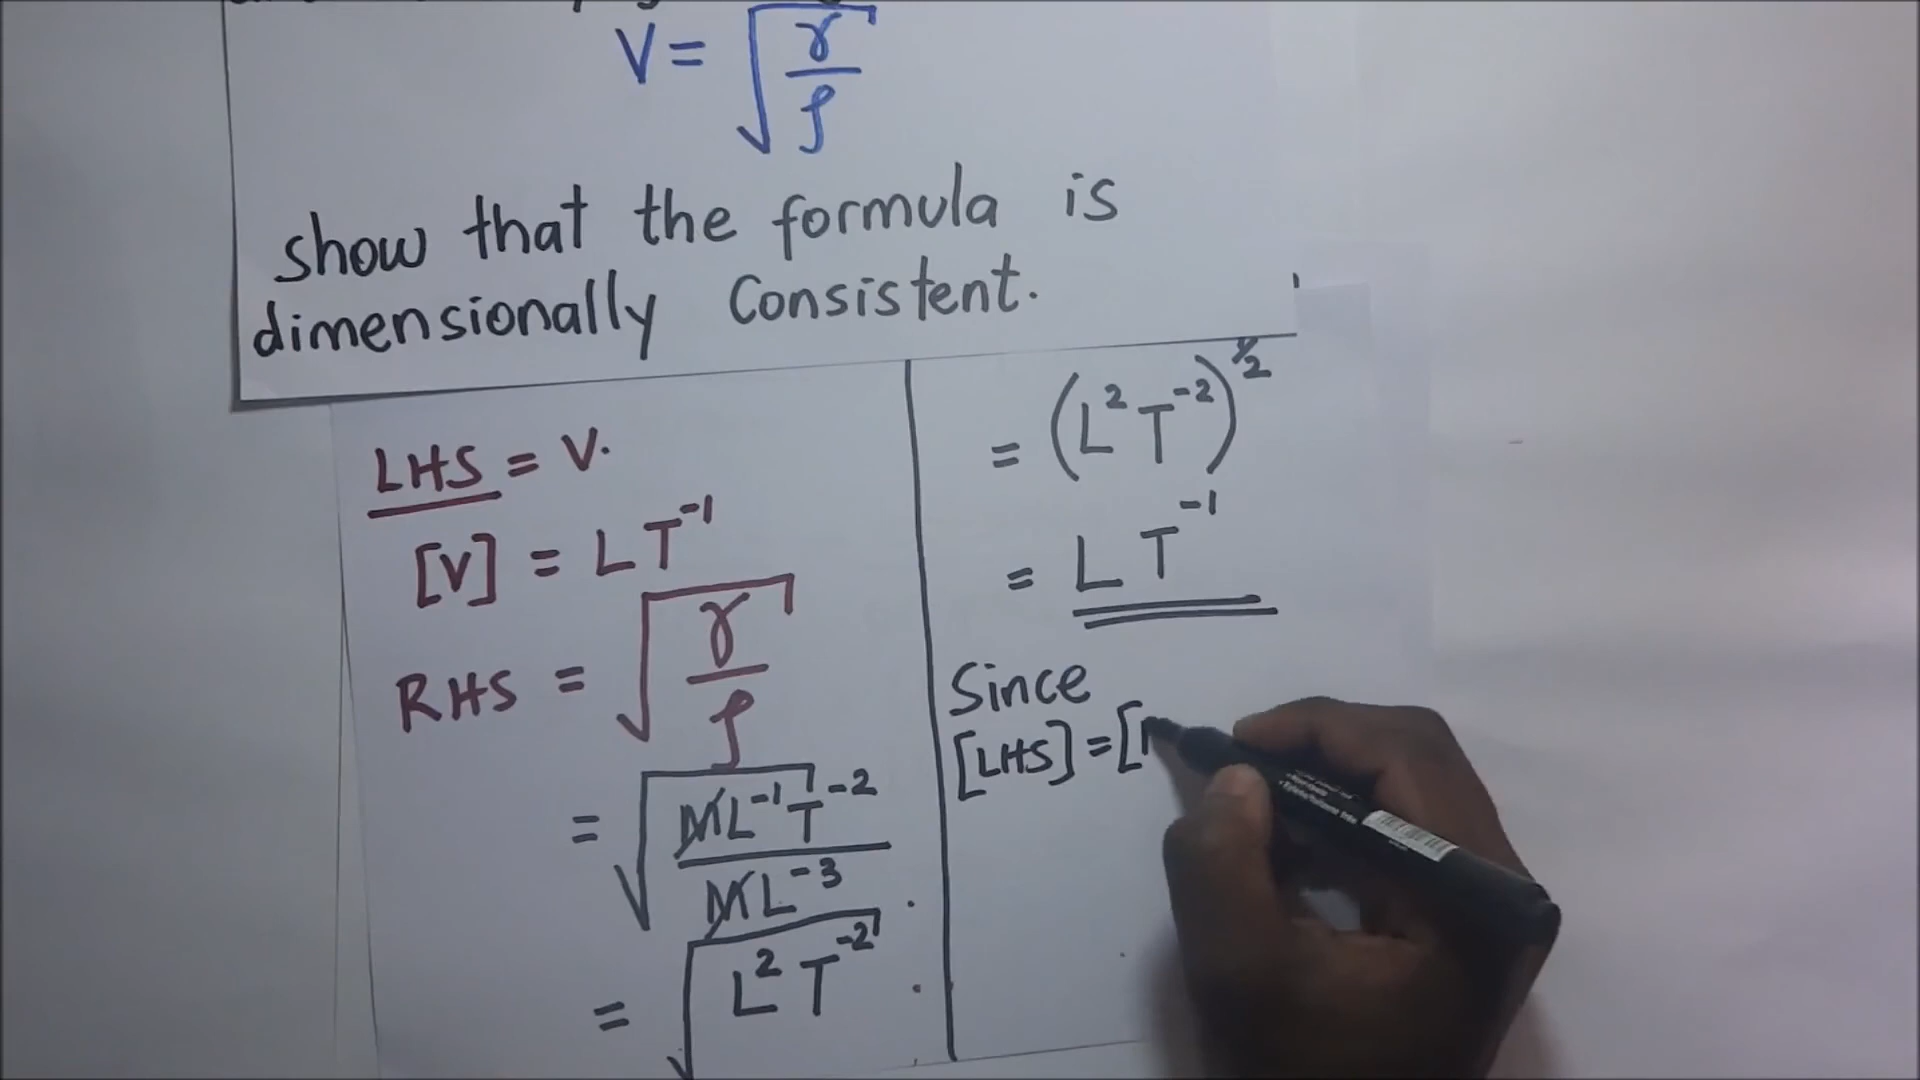 V = √(γ/ρ)
show that the formula is
dimensionally Consistent.
LHS = V.
[V] = LT⁻¹
RHS = √(γ/ρ)
= √(ML⁻¹T⁻²/ML⁻³)
= √(L²T⁻²)
= (L²T⁻²)^½
= LT⁻¹
Since
[LHS] = [